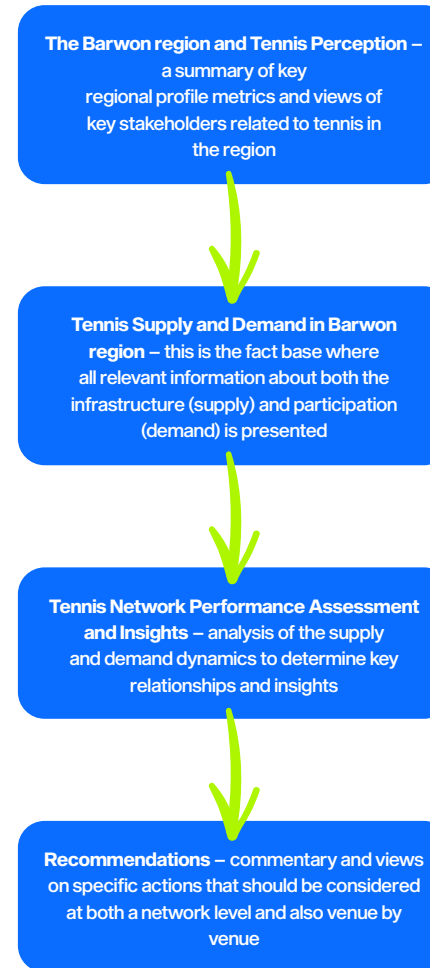 The Barwon region and Tennis Perception –
a summary of key
regional profile metrics and views of
key stakeholders related to tennis in
the region
Tennis Supply and Demand in Barwon
region – this is the fact base where
all relevant information about both the
infrastructure (supply) and participation
(demand) is presented
Tennis Network Performance Assessment
and Insights – analysis of the supply
and demand dynamics to determine key
relationships and insights
Recommendations – commentary and views
on specific actions that should be considered
at both a network level and also venue by
venue